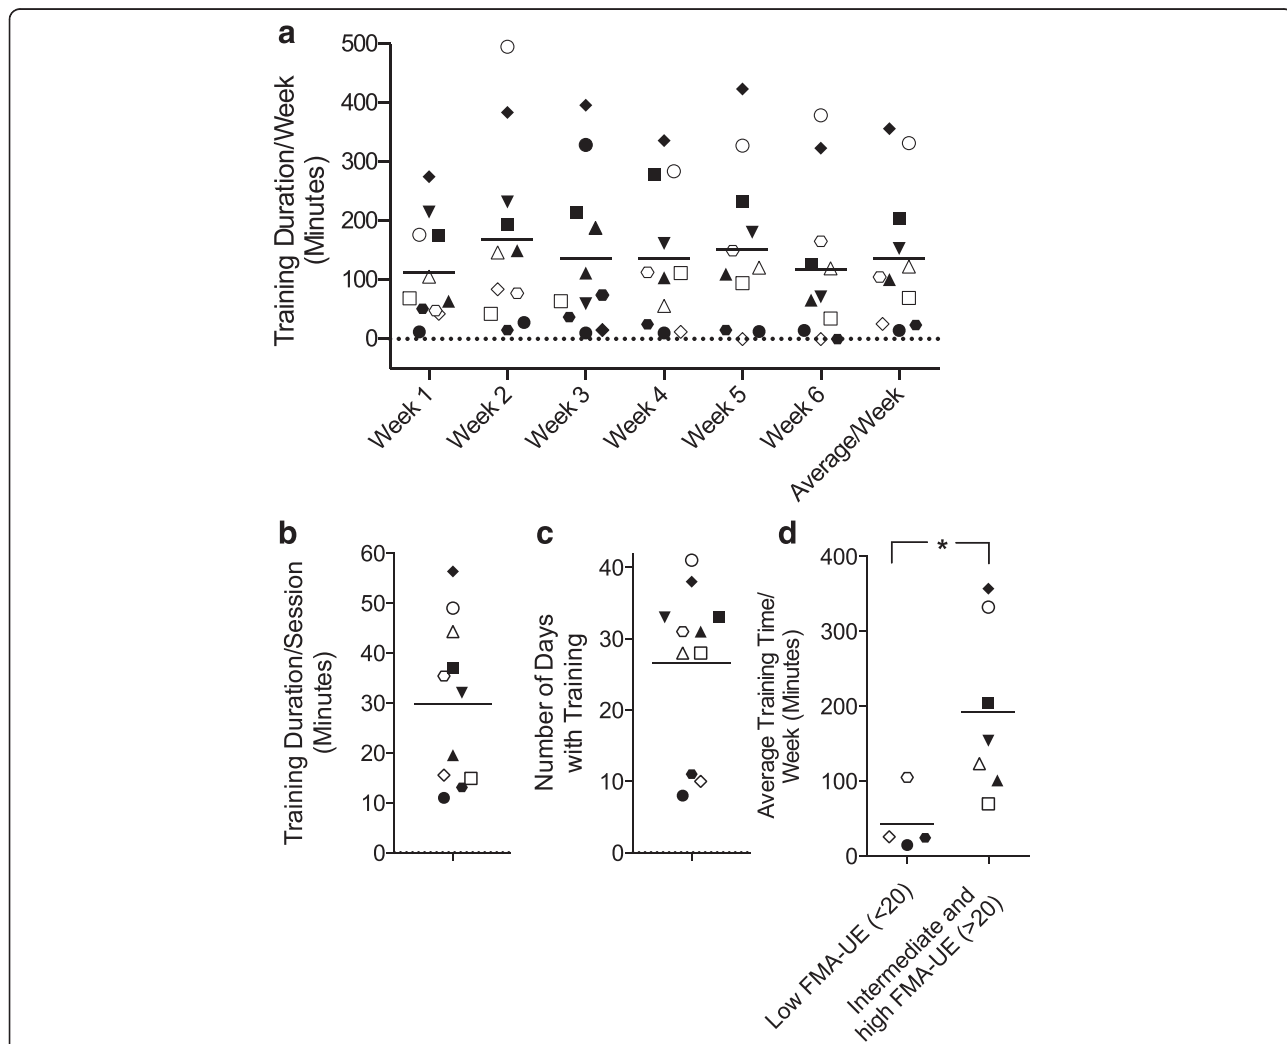 a
Training Duration/Week
(Minutes)
500
400
300
200
100
0
Week 1
Week 2
Week 3
Week 4
Week 5
Week 6
Average/Week
b
Training Duration/Session
(Minutes)
60
50
40
30
20
10
0
c
Number of Days
with Training
40
30
20
10
0
d
Average Training Time/
Week (Minutes)
400
300
200
100
0
*
Low FMA-UE (<20)
Intermediate and
high FMA-UE (>20)